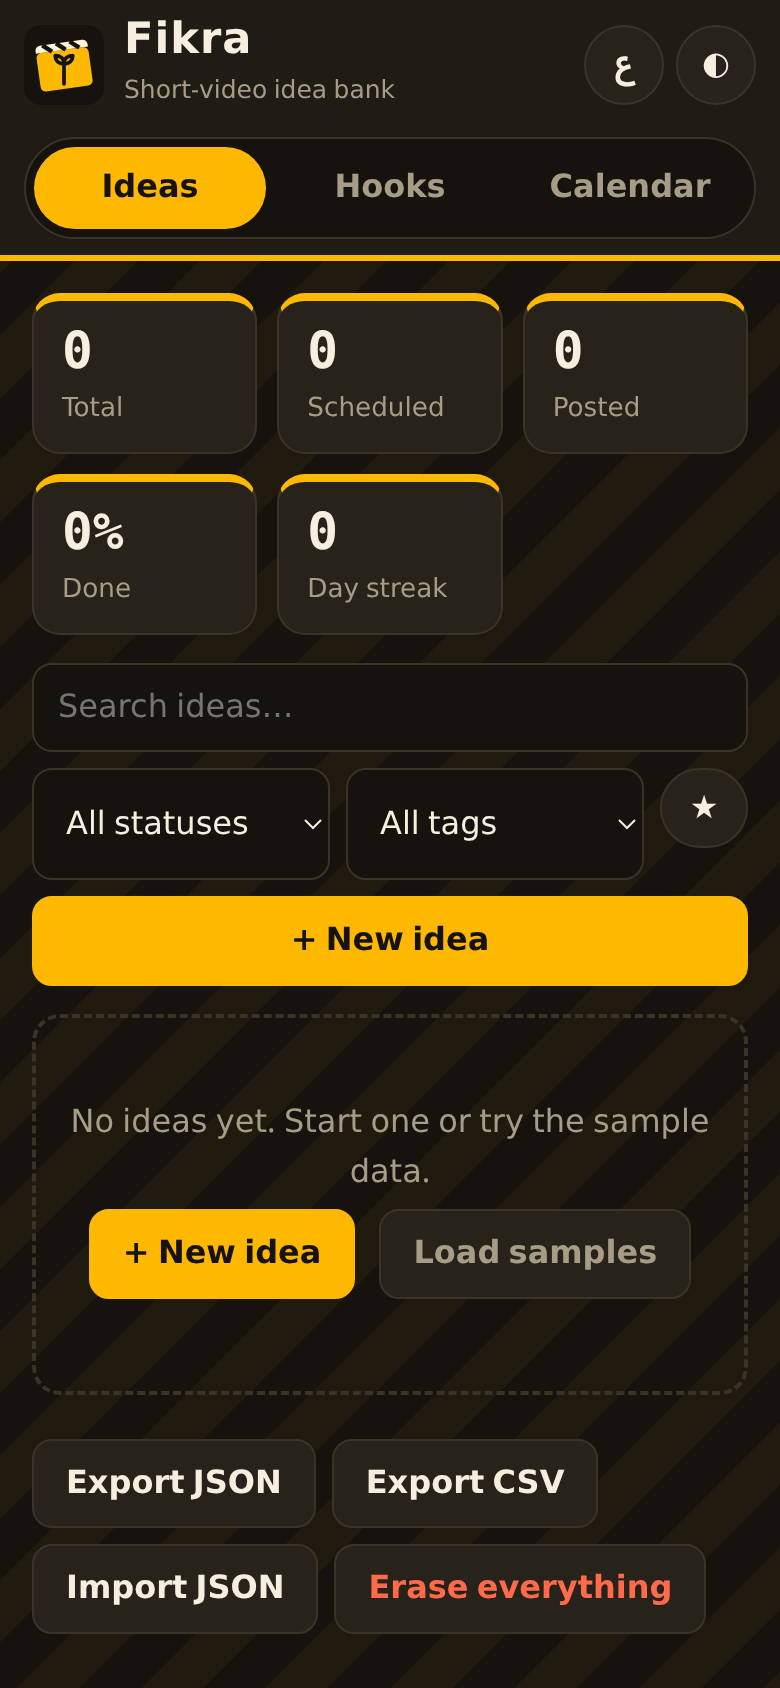 Fikra
Short-video idea bank
ع
Ideas Hooks Calendar
0 0 0
Total Scheduled Posted
0% 0
Done Day streak
Search ideas…
All statuses All tags ★
+ New idea
No ideas yet. Start one or try the sample
data.
+ New idea Load samples
Export JSON Export CSV
Import JSON Erase everything